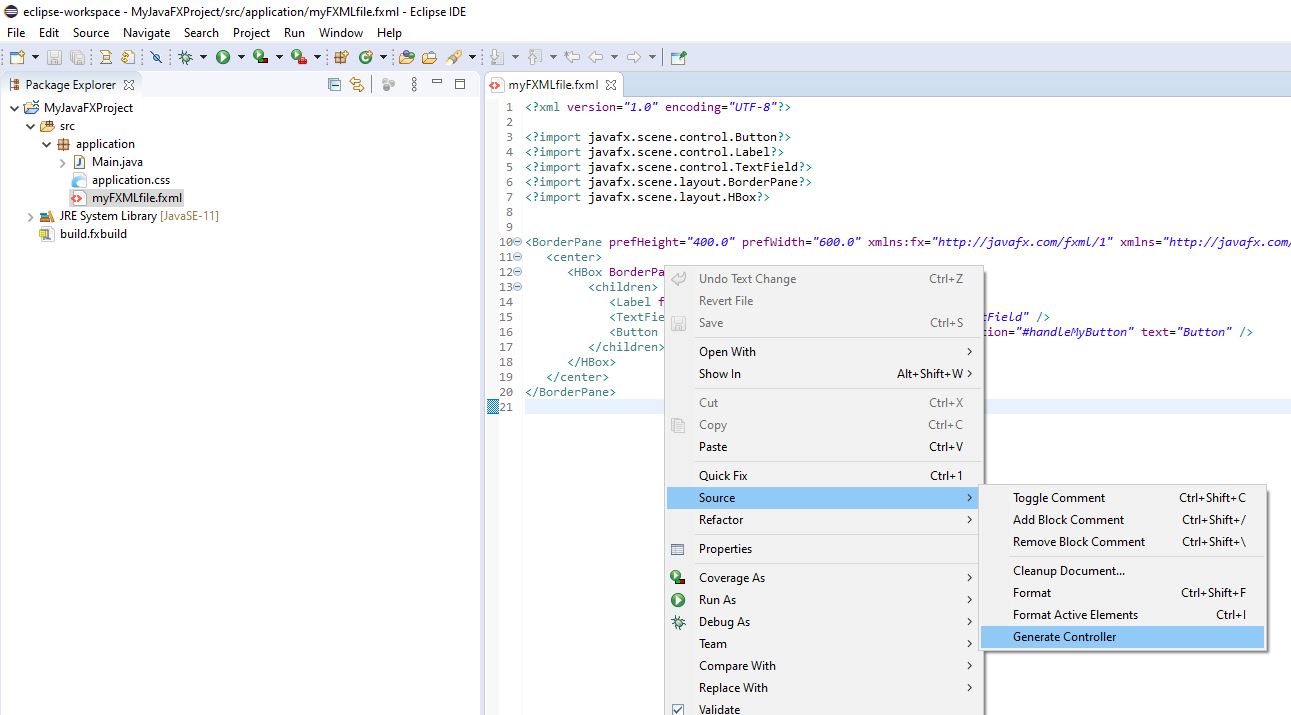 eclipse-workspace - MyJavaFXProject/src/application/myFXMLfile.fxml - Eclipse IDE
File Edit Source Navigate Search Project Run Window Help
Package Explorer
MyJavaFXProject
src
application
Main.java
application.css
myFXMLfile.fxml
JRE System Library [JavaSE-11]
build.fxbuild
myFXMLfile.fxml
1 <?xml version="1.0" encoding="UTF-8"?>
2
3 <?import javafx.scene.control.Button?>
4 <?import javafx.scene.control.Label?>
5 <?import javafx.scene.control.TextField?>
6 <?import javafx.scene.layout.BorderPane?>
7 <?import javafx.scene.layout.HBox?>
8
9
10 <BorderPane prefHeight="400.0" prefWidth="600.0" xmlns:fx="http://javafx.com/fxml/1" xmlns="http://javafx.com/
11 <center>
12 <HBox BorderPa
13 <children>
14 <Label f
15 <TextFie Field" />
16 <Button ion="#handleMyButton" text="Button" />
17 </children>
18 </HBox>
19 </center>
20 </BorderPane>
21
Undo Text Change Ctrl+Z
Revert File
Save Ctrl+S
Open With
Show In Alt+Shift+W
Cut Ctrl+X
Copy Ctrl+C
Paste Ctrl+V
Quick Fix Ctrl+1
Source
Refactor
Properties
Coverage As
Run As
Debug As
Team
Compare With
Replace With
Validate
Toggle Comment Ctrl+Shift+C
Add Block Comment Ctrl+Shift+/
Remove Block Comment Ctrl+Shift+\
Cleanup Document...
Format Ctrl+Shift+F
Format Active Elements Ctrl+I
Generate Controller